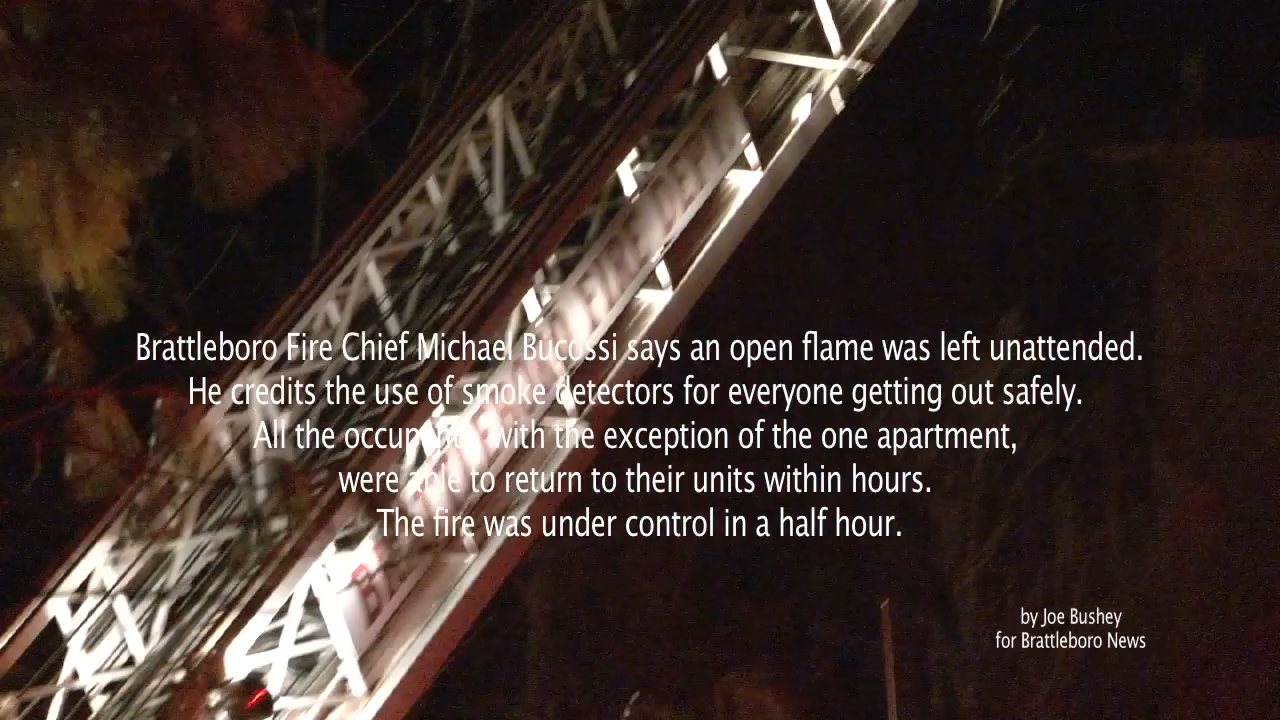 Brattleboro Fire Chief Michael Bucossi says an open flame was left unattended.
He credits the use of smoke detectors for everyone getting out safely.
All the occupants, with the exception of the one apartment,
were able to return to their units within hours.
The fire was under control in a half hour.
by Joe Bushey
for Brattleboro News